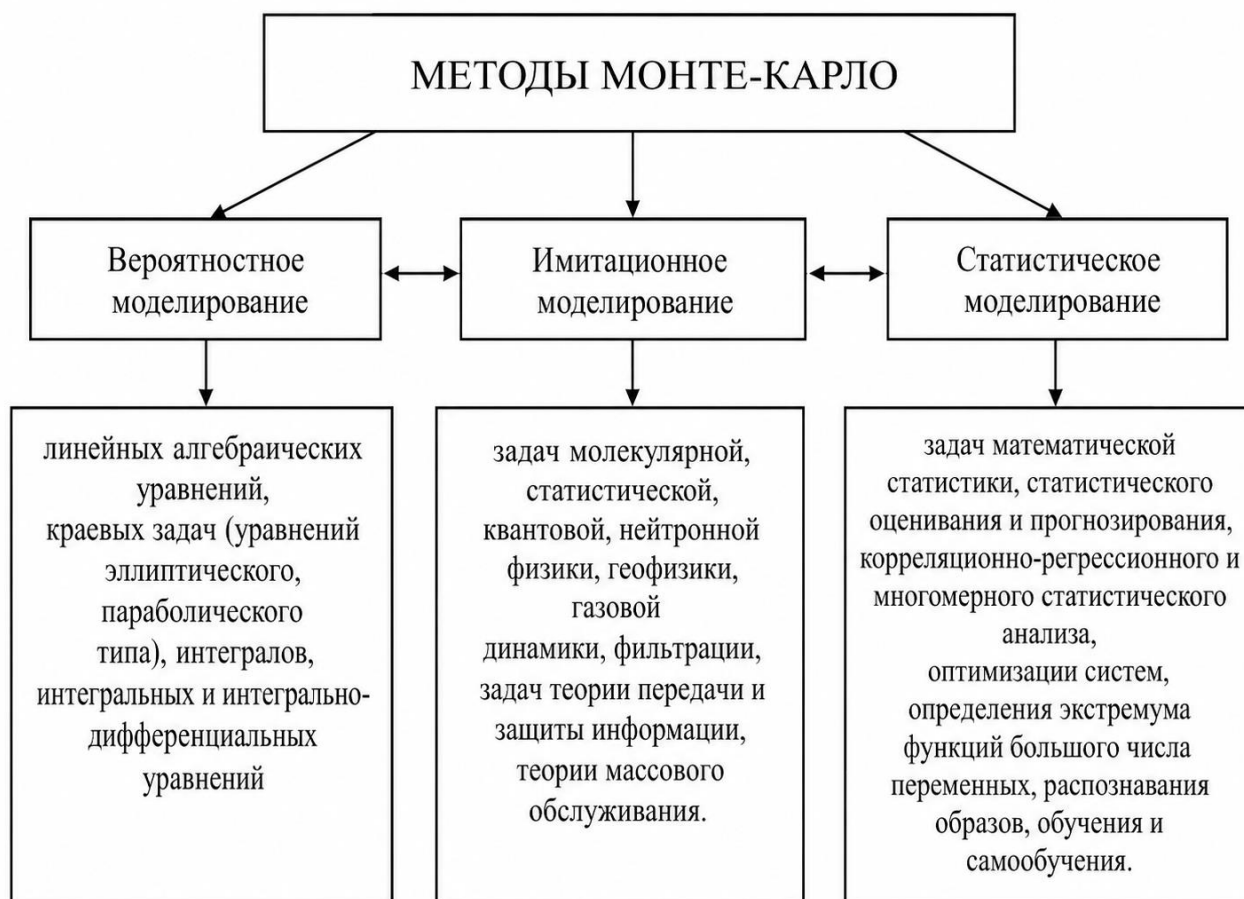 МЕТОДЫ МОНТЕ-КАРЛО
Вероятностное
моделирование
Имитационное
моделирование
Статистическое
моделирование
линейных алгебраических
уравнений,
краевых задач (уравнений
эллиптического,
параболического
типа), интегралов,
интегральных и интегрально-
дифференциальных
уравнений
задач молекулярной,
статистической,
квантовой, нейтронной
физики, геофизики,
газовой
динамики, фильтрации,
задач теории передачи и
защиты информации,
теории массового
обслуживания.
задач математической
статистики, статистического
оценивания и прогнозирования,
корреляционно-регрессионного и
многомерного статистического
анализа,
оптимизации систем,
определения экстремума
функций большого числа
переменных, распознавания
образов, обучения и
самообучения.